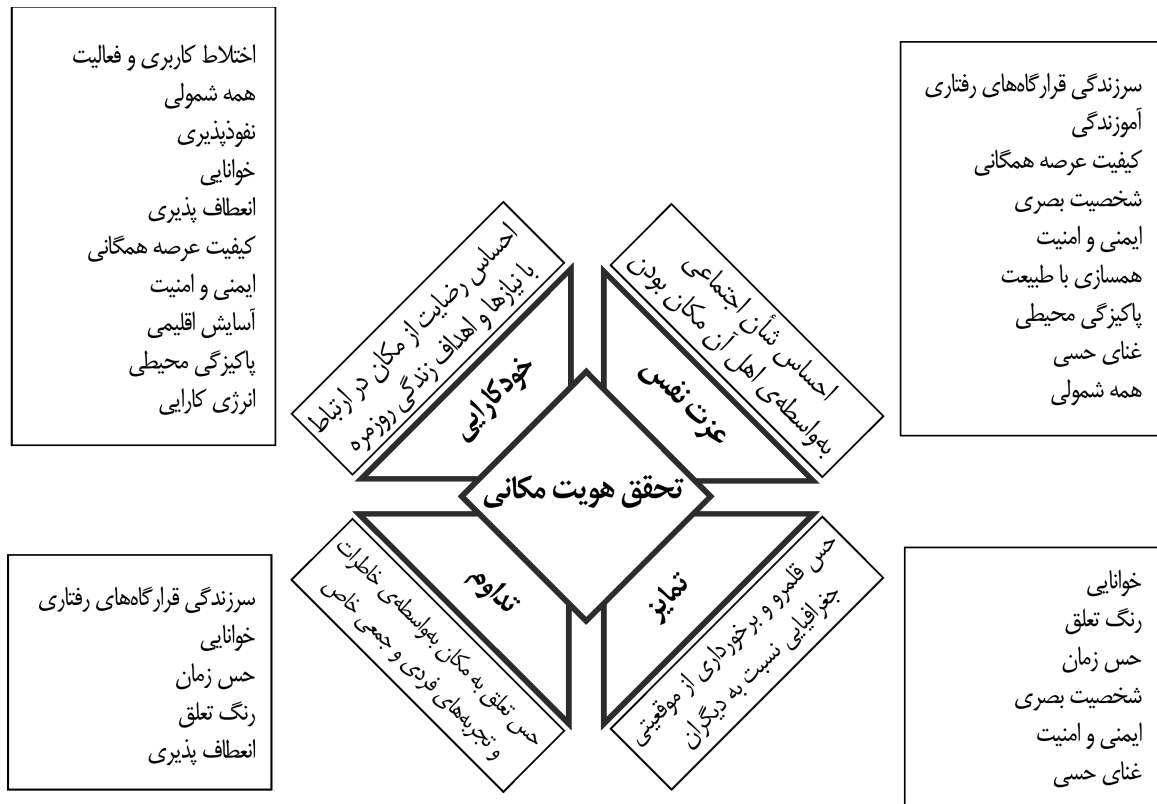 سرزندگی قرارگاه‌های رفتاری
آموزندگی
کیفیت عرصه همگانی
شخصیت بصری
ایمنی و امنیت
همسازی با طبیعت
پاکیزگی محیطی
غنای حسی
همه شمولی
اختلاط کاربری و فعالیت
همه شمولی
نفوذپذیری
خوانایی
انعطاف پذیری
کیفیت عرصه همگانی
ایمنی و امنیت
آسایش اقلیمی
پاکیزگی محیطی
انرژی کارایی
احساس شأن اجتماعی
به‌واسطه‌ی اهل آن مکان بودن
عزت نفس
احساس رضایت از مکان در ارتباط
با نیازها و اهداف زندگی روزمره
خودکارایی
تحقق هویت مکانی
تمایز
حس قلمرو و برخورداری از موقعیتی
جغرافیایی نسبت به دیگران
تداوم
حس تعلق به مکان به‌واسطه‌ی خاطرات
و تجربه‌های فردی و جمعی خاص
خوانایی
رنگ تعلق
حس زمان
شخصیت بصری
ایمنی و امنیت
غنای حسی
سرزندگی قرارگاه‌های رفتاری
خوانایی
حس زمان
رنگ تعلق
انعطاف پذیری